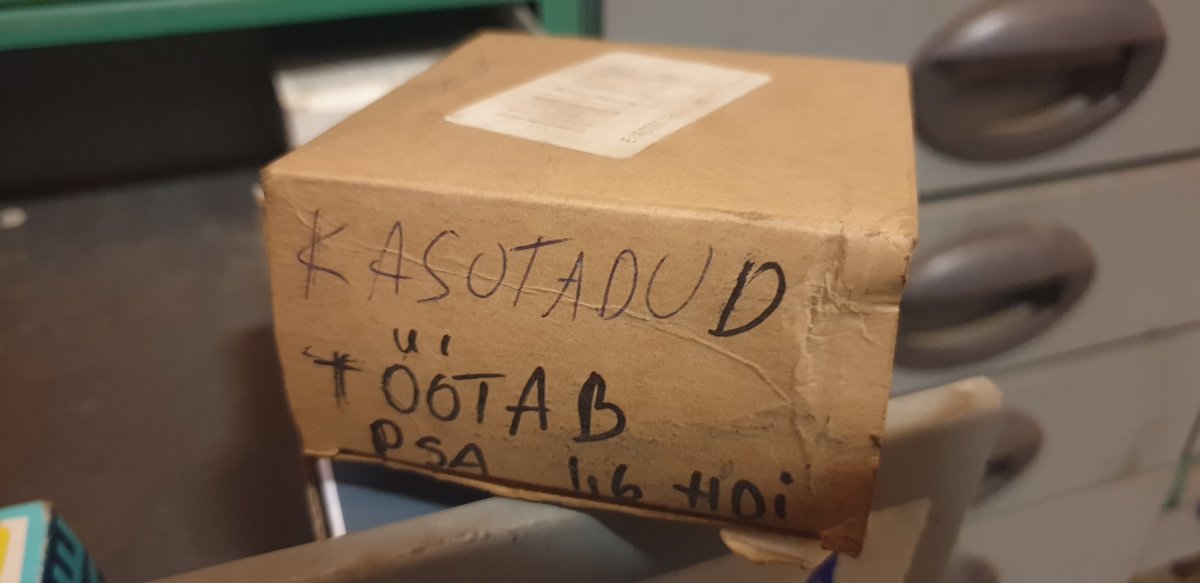 KASUTADUD
TÖÖTAB
PSA 1,6 HDi